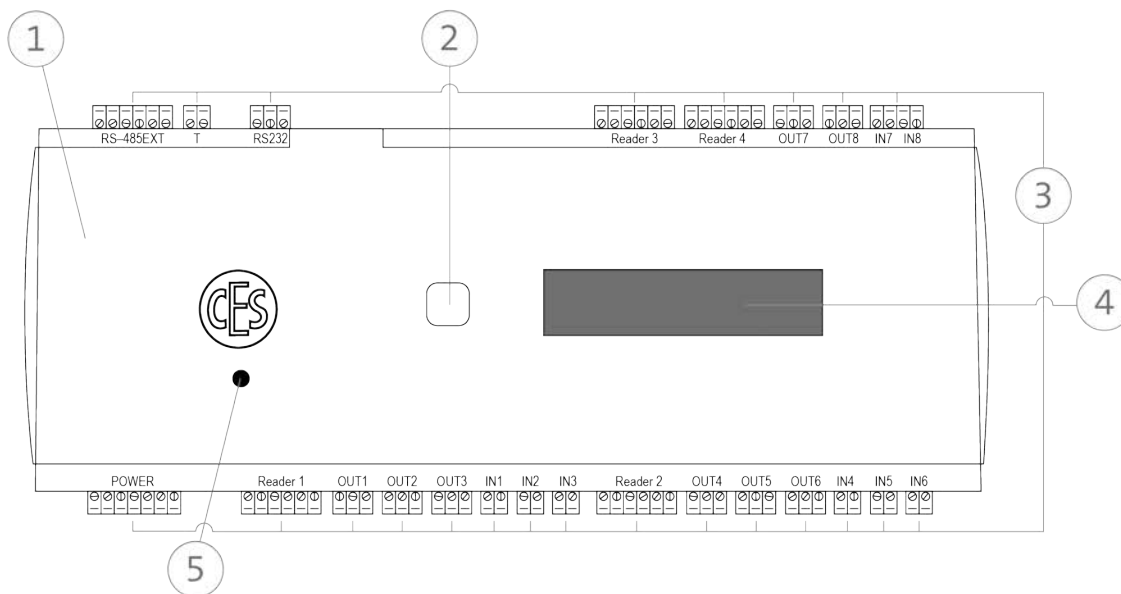 1 2
RS-485EXT T RS232 Reader 3 Reader 4 OUT7 OUT8 IN7 IN8
3
CES
4
POWER Reader 1 OUT1 OUT2 OUT3 IN1 IN2 IN3 Reader 2 OUT4 OUT5 OUT6 IN4 IN5 IN6
5